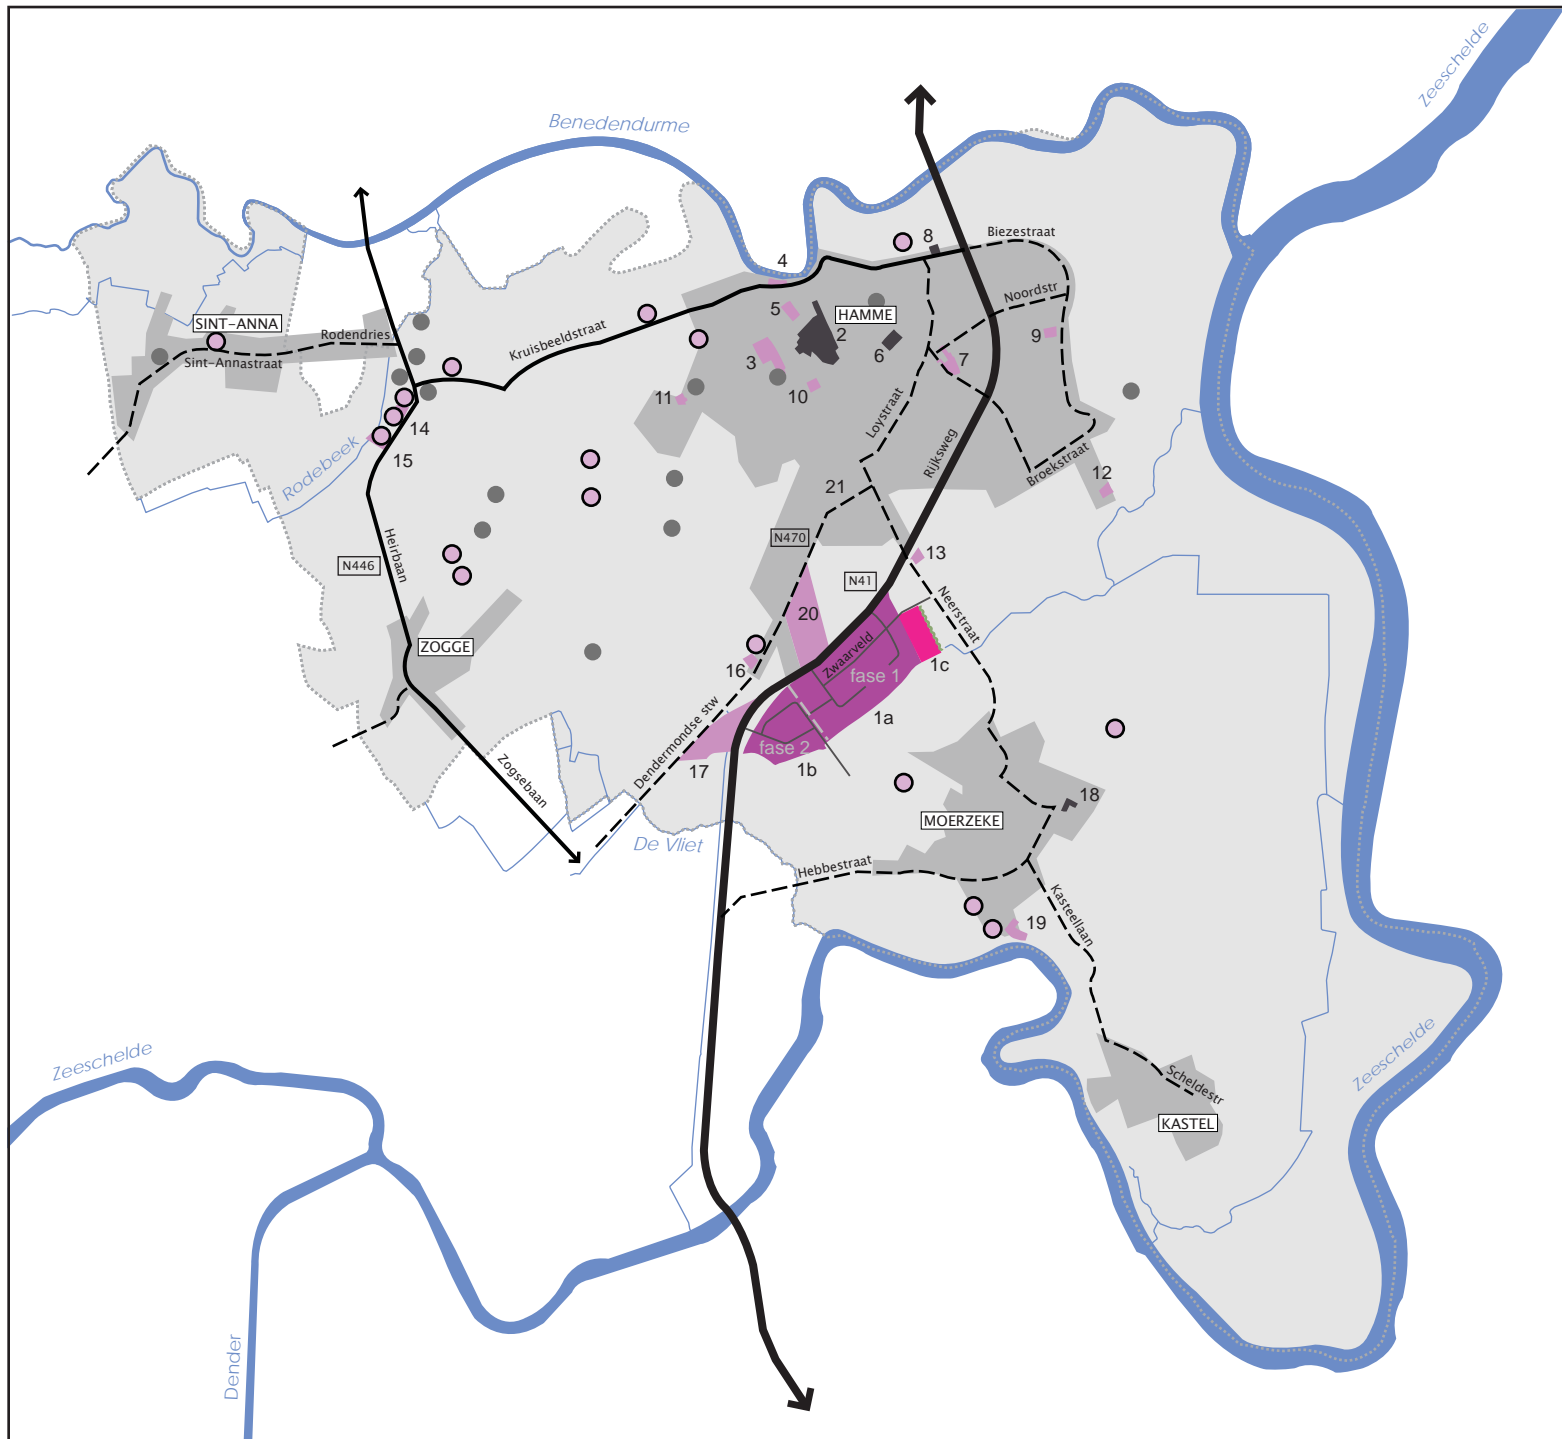 Zeeschelde
Benedendurme
Biezestraat
8
4
Noordstr
SINT-ANNA
5
HAMME
Rodendries
Kruisbeeldstraat
2
9
Sint-Annastraat
3
6
7
11
10
Loystraat
14
Rijksweg
15
Broekstraat
Rodebeek
12
21
N470
Heirbaan
13
N446
N41
Neerstraat
20
ZOGGE
Zwaarveld
1c
16
fase 1
1a
Dendermondse stw
fase 2
17
1b
Zogsebaan
18
MOERZEKE
De Vliet
Hebbestraat
Kasteellaan
19
Zeeschelde
Zeeschelde
Scheldestr
KASTEL
Dender